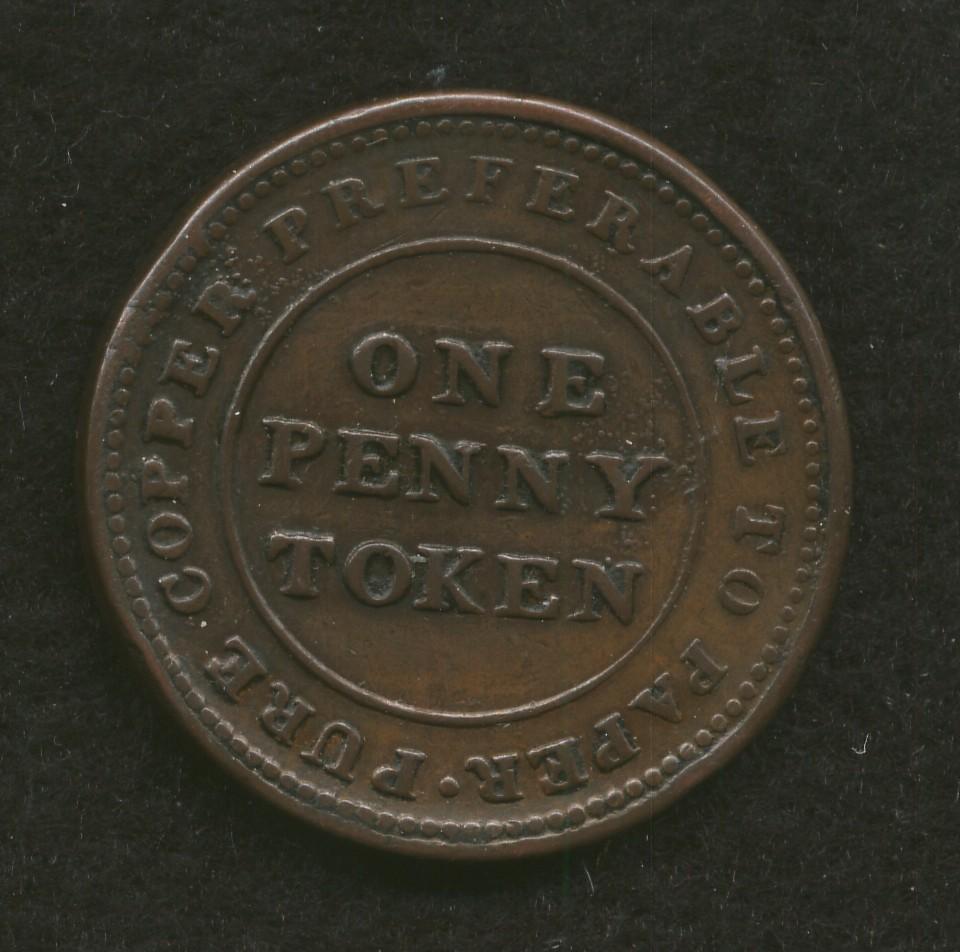 PURE COPPER PREFERABLE TO PAPER ·
ONE
PENNY
TOKEN